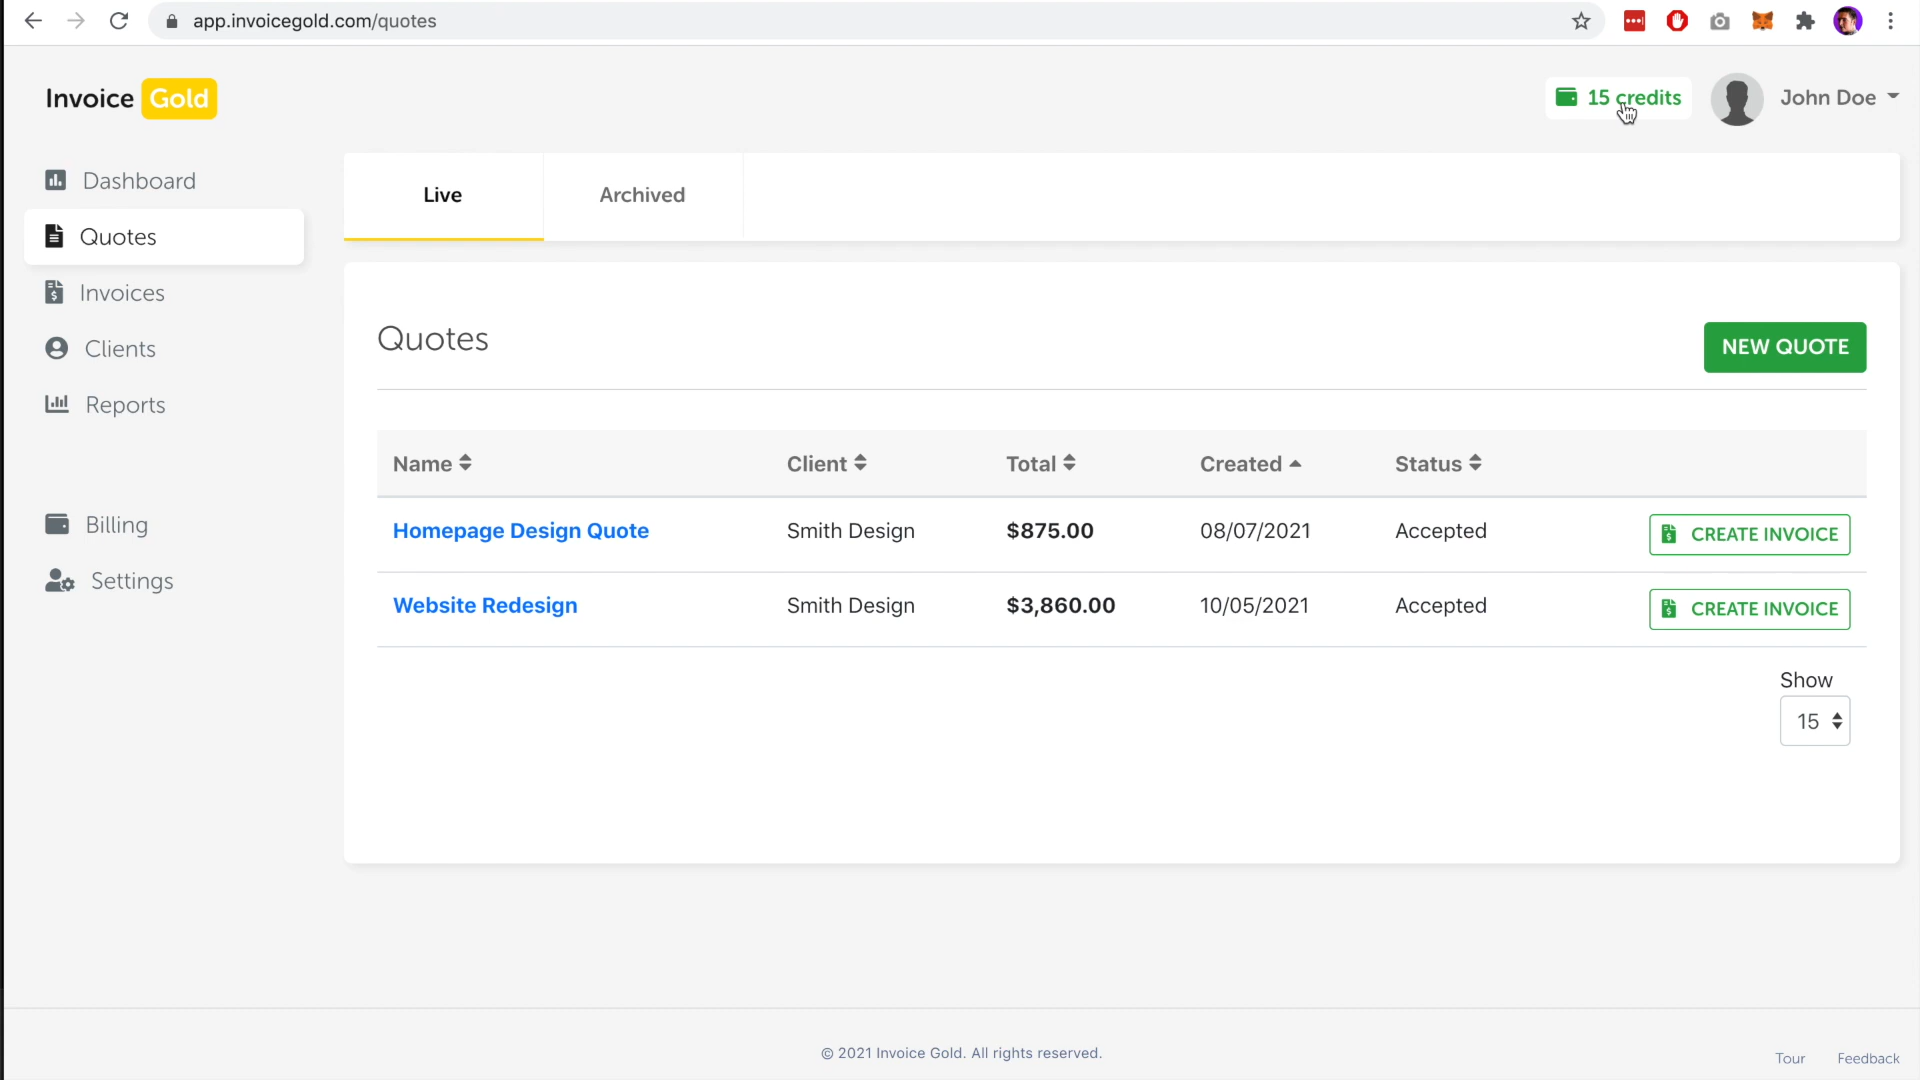 app.invoicegold.com/quotes
Invoice Gold
15 credits
John Doe
Dashboard
Quotes
Invoices
Clients
Reports
Billing
Settings
Live
Archived
Quotes
NEW QUOTE
Name Client Total Created Status
Homepage Design Quote Smith Design $875.00 08/07/2021 Accepted CREATE INVOICE
Website Redesign Smith Design $3,860.00 10/05/2021 Accepted CREATE INVOICE
Show
15
© 2021 Invoice Gold. All rights reserved.
Tour Feedback